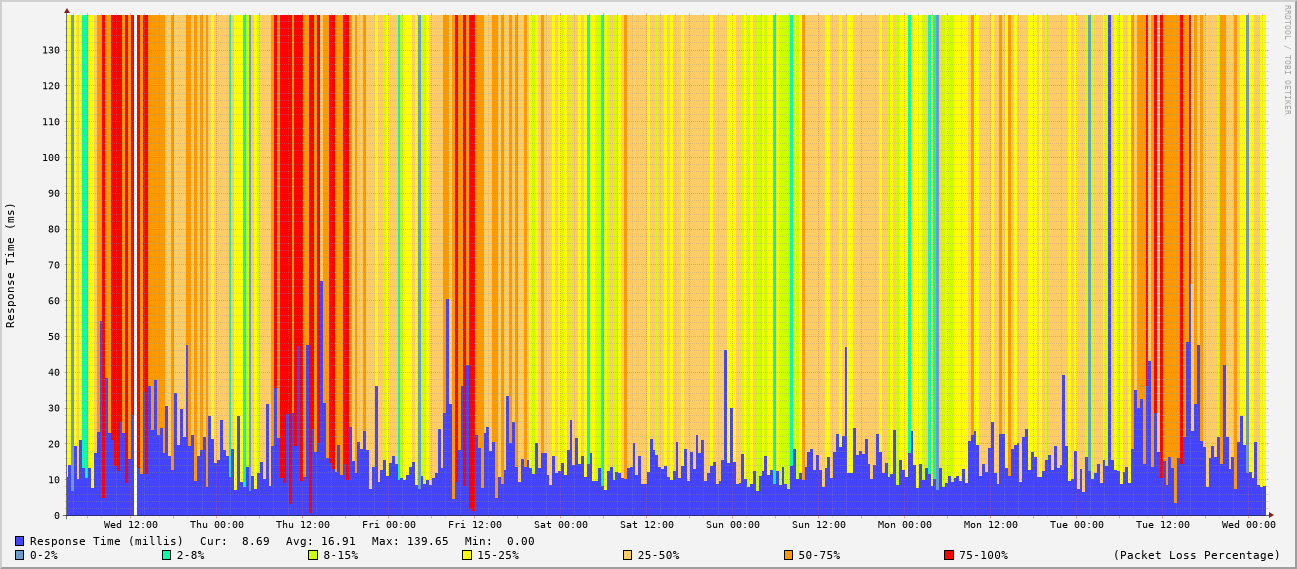 RRDTOOL / TOBI OETIKER
Response Time (ms)
130
120
110
100
90
80
70
60
50
40
30
20
10
0
Wed 12:00 Thu 00:00 Thu 12:00 Fri 00:00 Fri 12:00 Sat 00:00 Sat 12:00 Sun 00:00 Sun 12:00 Mon 00:00 Mon 12:00 Tue 00:00 Tue 12:00 Wed 00:00
Response Time (millis) Cur: 8.69 Avg: 16.91 Max: 139.65 Min: 0.00
0-2% 2-8% 8-15% 15-25% 25-50% 50-75% 75-100% (Packet Loss Percentage)